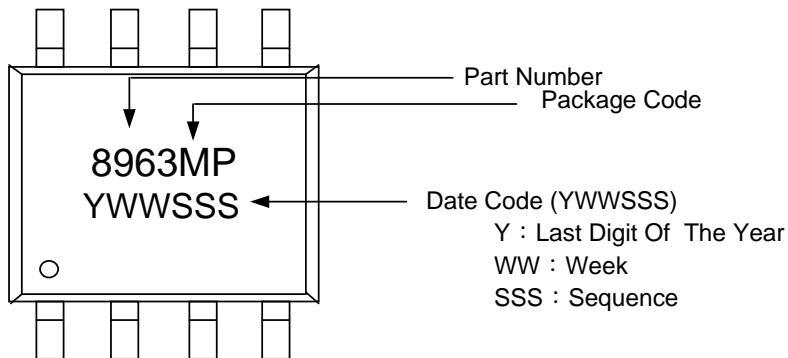 Part Number
Package Code
8963MP
YWWSSS
Date Code (YWWSSS)
Y：Last Digit Of The Year
WW：Week
SSS：Sequence